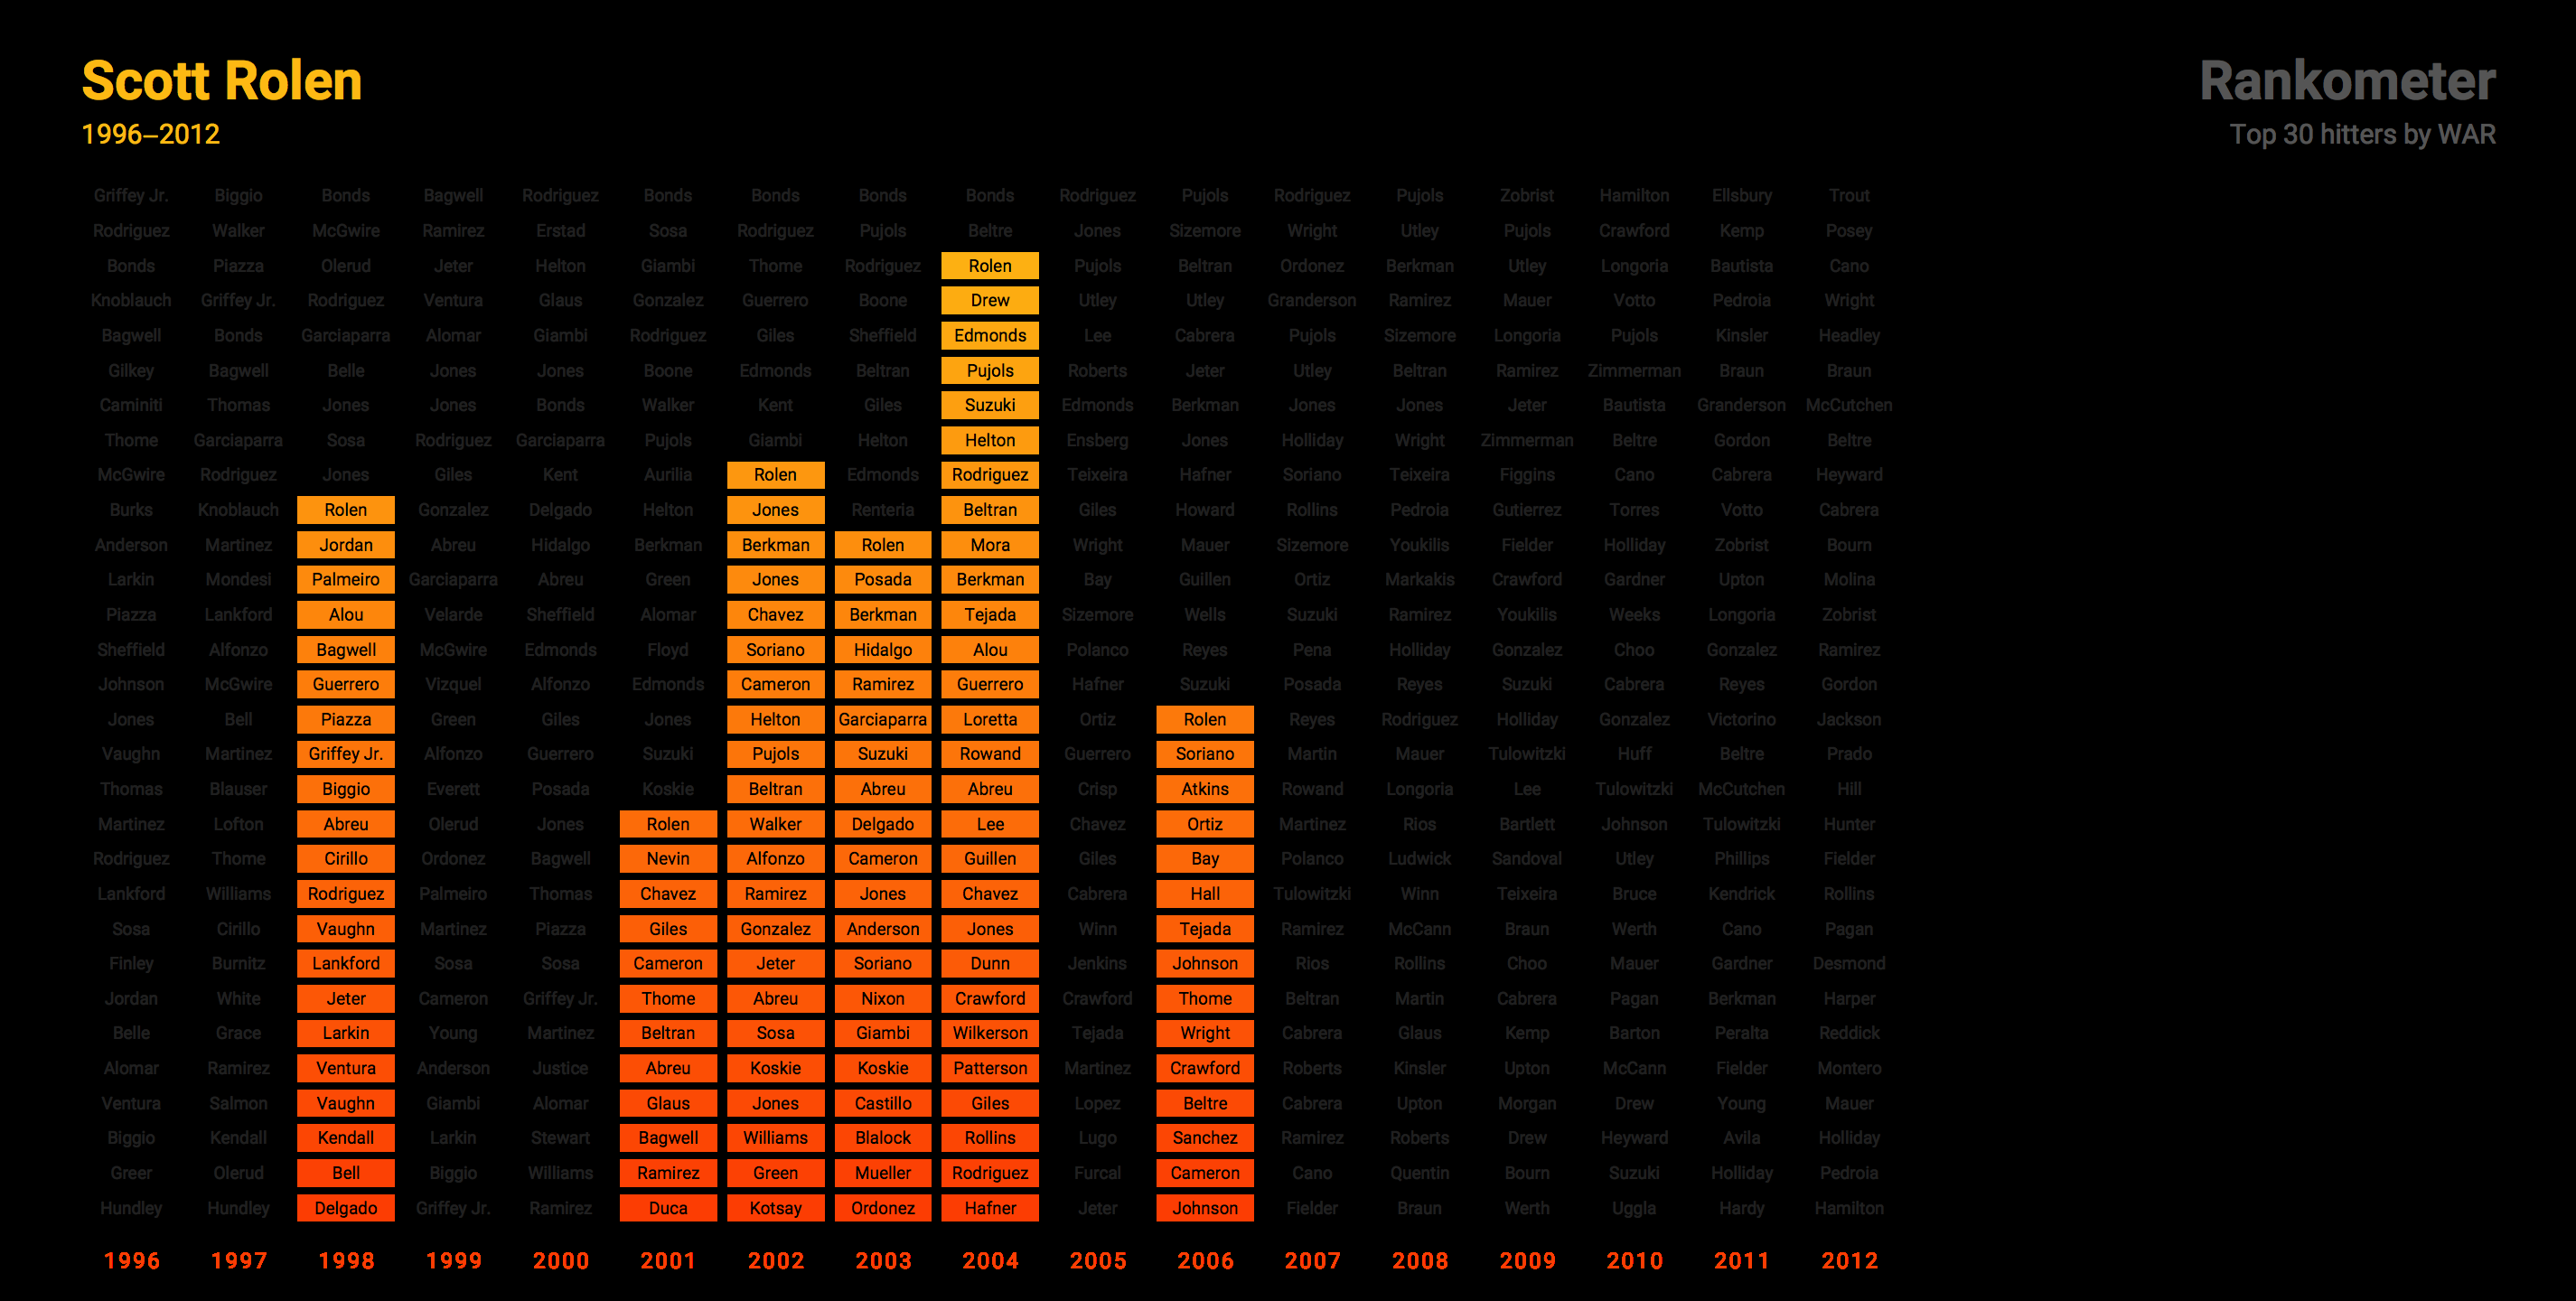 Scott Rolen
1996–2012
Rankometer
Top 30 hitters by WAR
Griffey Jr. Biggio Bonds Bagwell Rodriguez Bonds Bonds Bonds Bonds Rodriguez Pujols Rodriguez Pujols Zobrist Hamilton Ellsbury Trout
Rodriguez Walker McGwire Ramirez Erstad Sosa Rodriguez Pujols Beltre Jones Sizemore Wright Utley Pujols Crawford Kemp Posey
Bonds Piazza Olerud Jeter Helton Giambi Thome Rodriguez Rolen Pujols Beltran Ordonez Berkman Utley Longoria Bautista Cano
Knoblauch Griffey Jr. Rodriguez Ventura Glaus Gonzalez Guerrero Boone Drew Utley Utley Granderson Ramirez Mauer Votto Pedroia Wright
Bagwell Bonds Garciaparra Alomar Giambi Rodriguez Giles Sheffield Edmonds Lee Cabrera Pujols Sizemore Longoria Pujols Kinsler Headley
Gilkey Bagwell Belle Jones Jones Boone Edmonds Beltran Pujols Roberts Jeter Utley Beltran Ramirez Zimmerman Braun Braun
Caminiti Thomas Jones Jones Bonds Walker Kent Giles Suzuki Edmonds Berkman Jones Jones Jeter Bautista Granderson McCutchen
Thome Garciaparra Sosa Rodriguez Garciaparra Pujols Giambi Helton Helton Ensberg Jones Holliday Wright Zimmerman Beltre Gordon Beltre
McGwire Rodriguez Jones Giles Kent Aurilia Rolen Edmonds Rodriguez Teixeira Hafner Soriano Teixeira Figgins Cano Cabrera Heyward
Burks Knoblauch Rolen Gonzalez Delgado Helton Jones Renteria Beltran Giles Howard Rollins Pedroia Gutierrez Torres Votto Cabrera
Anderson Martinez Jordan Abreu Hidalgo Berkman Berkman Rolen Mora Wright Mauer Sizemore Youkilis Fielder Holliday Zobrist Bourn
Larkin Mondesi Palmeiro Garciaparra Abreu Green Jones Posada Berkman Bay Guillen Ortiz Markakis Crawford Gardner Upton Molina
Piazza Lankford Alou Velarde Sheffield Alomar Chavez Berkman Tejada Sizemore Wells Suzuki Ramirez Youkilis Weeks Longoria Zobrist
Sheffield Alfonzo Bagwell McGwire Edmonds Floyd Soriano Hidalgo Alou Polanco Reyes Pena Holliday Gonzalez Choo Gonzalez Ramirez
Johnson McGwire Guerrero Vizquel Alfonzo Edmonds Cameron Ramirez Guerrero Hafner Suzuki Posada Reyes Suzuki Cabrera Reyes Gordon
Jones Bell Piazza Green Giles Jones Helton Garciaparra Loretta Ortiz Rolen Reyes Rodriguez Holliday Gonzalez Victorino Jackson
Vaughn Martinez Griffey Jr. Alfonzo Guerrero Suzuki Pujols Suzuki Rowand Guerrero Soriano Martin Mauer Tulowitzki Huff Beltre Prado
Thomas Blauser Biggio Everett Posada Koskie Beltran Abreu Abreu Crisp Atkins Rowand Longoria Lee Tulowitzki McCutchen Hill
Martinez Lofton Abreu Olerud Jones Rolen Walker Delgado Lee Chavez Ortiz Martinez Rios Bartlett Johnson Tulowitzki Hunter
Rodriguez Thome Cirillo Ordonez Bagwell Nevin Alfonzo Cameron Guillen Giles Bay Polanco Ludwick Sandoval Utley Phillips Fielder
Lankford Williams Rodriguez Palmeiro Thomas Chavez Ramirez Jones Chavez Cabrera Hall Tulowitzki Winn Teixeira Bruce Kendrick Rollins
Sosa Cirillo Vaughn Martinez Piazza Giles Gonzalez Anderson Jones Winn Tejada Ramirez McCann Braun Werth Cano Pagan
Finley Burnitz Lankford Sosa Sosa Cameron Jeter Soriano Dunn Jenkins Johnson Rios Rollins Choo Mauer Gardner Desmond
Jordan White Jeter Cameron Griffey Jr. Thome Abreu Nixon Crawford Crawford Thome Beltran Martin Cabrera Pagan Berkman Harper
Belle Grace Larkin Young Martinez Beltran Sosa Giambi Wilkerson Tejada Wright Cabrera Glaus Kemp Barton Peralta Reddick
Alomar Ramirez Ventura Anderson Justice Abreu Koskie Koskie Patterson Martinez Crawford Roberts Kinsler Upton McCann Fielder Montero
Ventura Salmon Vaughn Giambi Alomar Glaus Jones Castillo Giles Lopez Beltre Cabrera Upton Morgan Drew Young Mauer
Biggio Kendall Kendall Larkin Stewart Bagwell Williams Blalock Rollins Lugo Sanchez Ramirez Roberts Drew Heyward Avila Holliday
Greer Olerud Bell Biggio Williams Ramirez Green Mueller Rodriguez Furcal Cameron Cano Quentin Bourn Suzuki Holliday Pedroia
Hundley Hundley Delgado Griffey Jr. Ramirez Duca Kotsay Ordonez Hafner Jeter Johnson Fielder Braun Werth Uggla Hardy Hamilton
1996 1997 1998 1999 2000 2001 2002 2003 2004 2005 2006 2007 2008 2009 2010 2011 2012